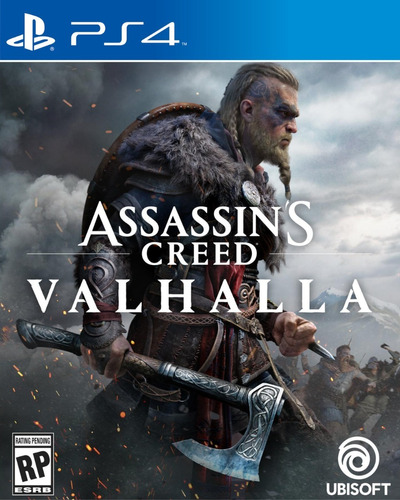 PS4
ASSASSIN'S
CREED
VALHALLA
RATING PENDING
RP
ESRB
UBISOFT